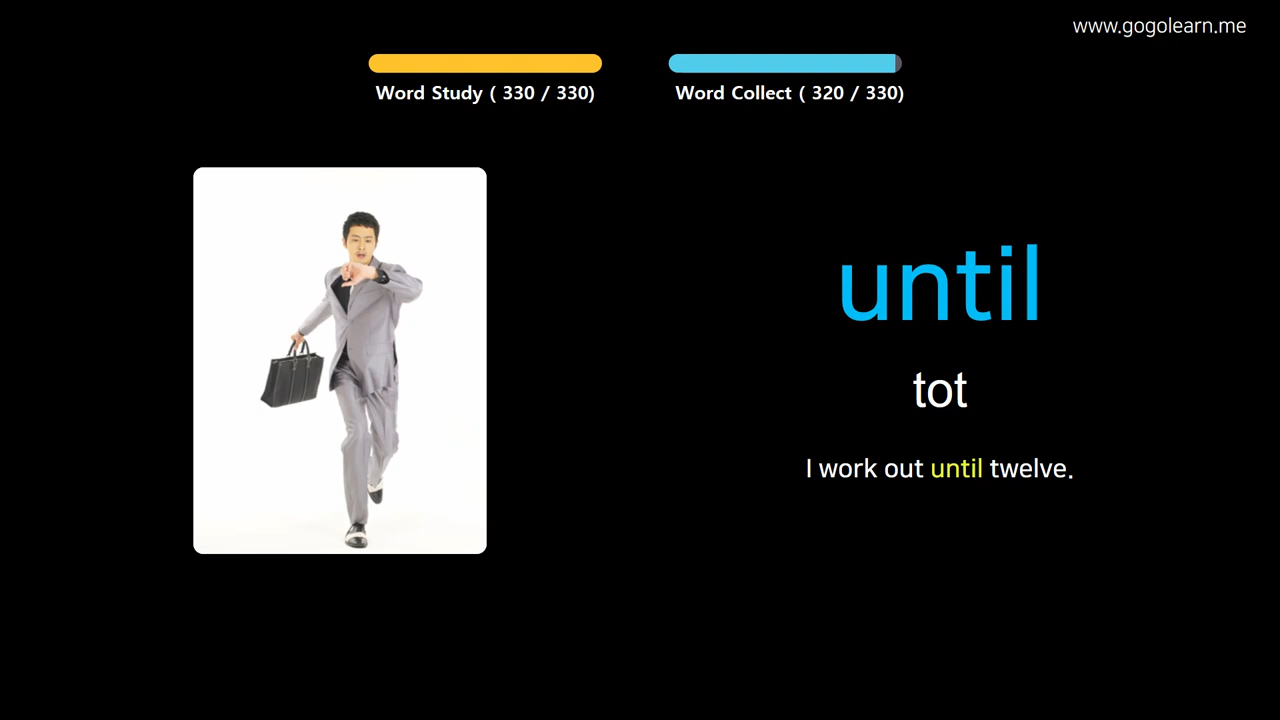 www.gogolearn.me
Word Study ( 330 / 330)
Word Collect ( 320 / 330)
until
tot
I work out until twelve.